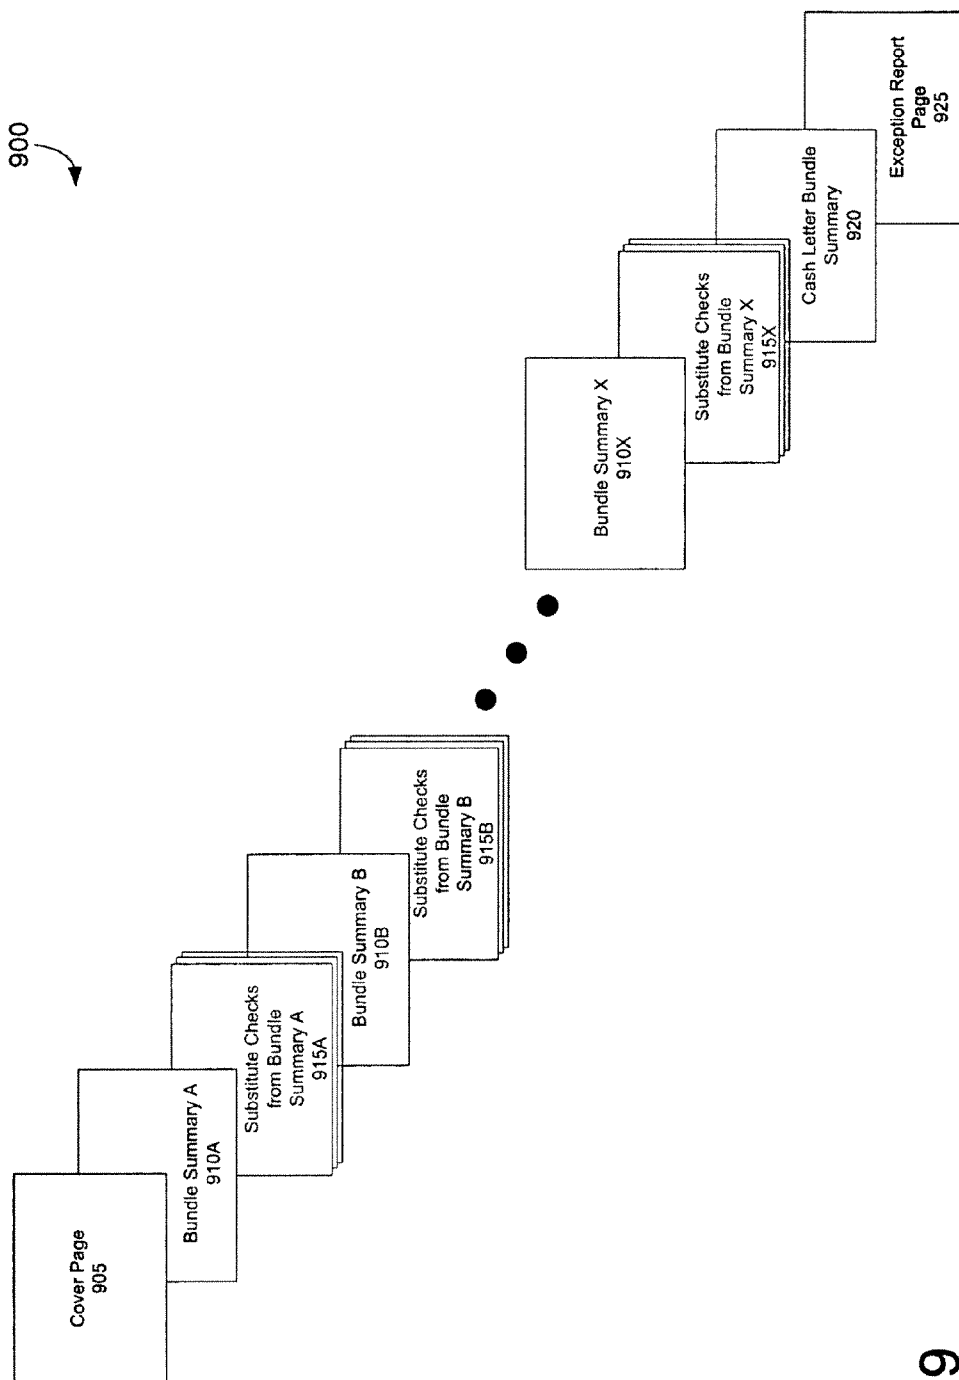 900
Cover Page
905
Bundle Summary A
910A
Substitute Checks
from Bundle
Summary A
915A
Bundle Summary B
910B
Substitute Checks
from Bundle
Summary B
915B
Bundle Summary X
910X
Substitute Checks
from Bundle
Summary X
915X
Cash Letter Bundle
Summary
920
Exception Report
Page
925
9